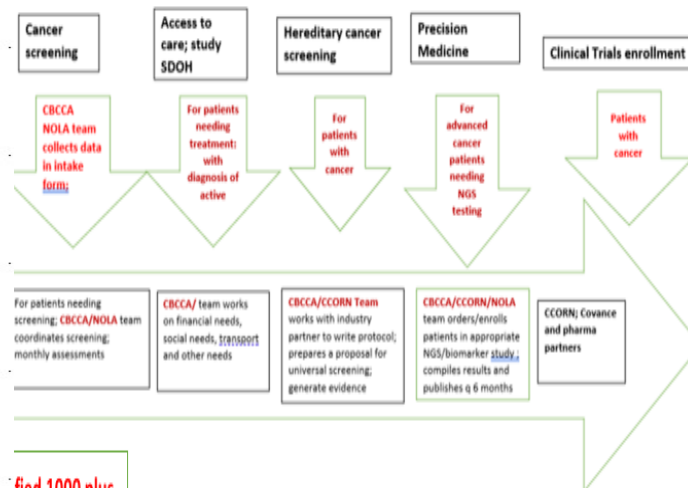 Cancer
screening
Access to
care; study
SDOH
Hereditary cancer
screening
Precision
Medicine
Clinical Trials enrollment
CBCCA
NOLA team
collects data
in intake
form;
For patients
needing
treatment:
with
diagnosis of
active
For
patients
with
cancer
For
advanced
cancer
patients
needing
NGS
testing
Patients
with
cancer
For patients needing
screening; CBCCA/NOLA team
coordinates screening;
monthly assessments
CBCCA/ team works
on financial needs,
social needs, transport
and other needs
CBCCA/CCORN Team
works with industry
partner to write protocol;
prepares a proposal for
universal screening;
generate evidence
CBCCA/CCORN/NOLA
team orders/enrolls
patients in appropriate
NGS/biomarker study ;
compiles results and
publishes q 6 months
CCORN; Covance
and pharma
partners
fied 1000 plus